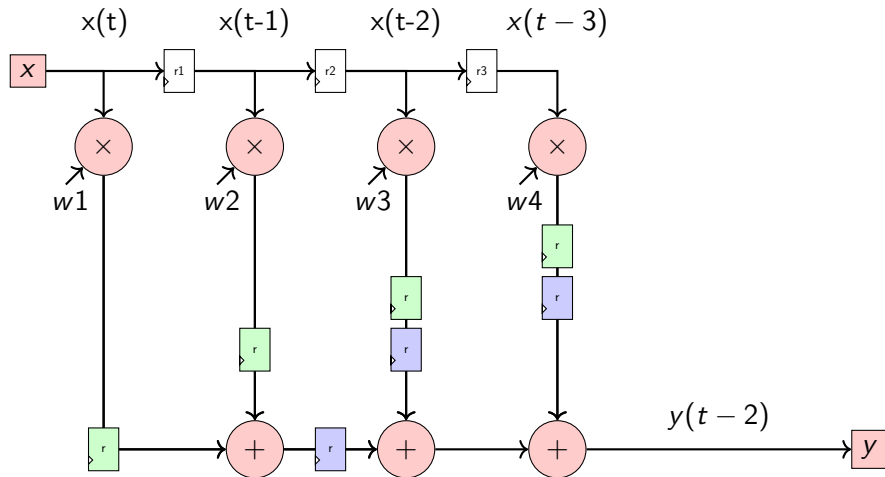 x(t) x(t-1) x(t-2) x(t − 3)
x r1 r2 r3
× × × ×
w1 w2 w3 w4
r
r r
r r
r + r + + y
y(t − 2)